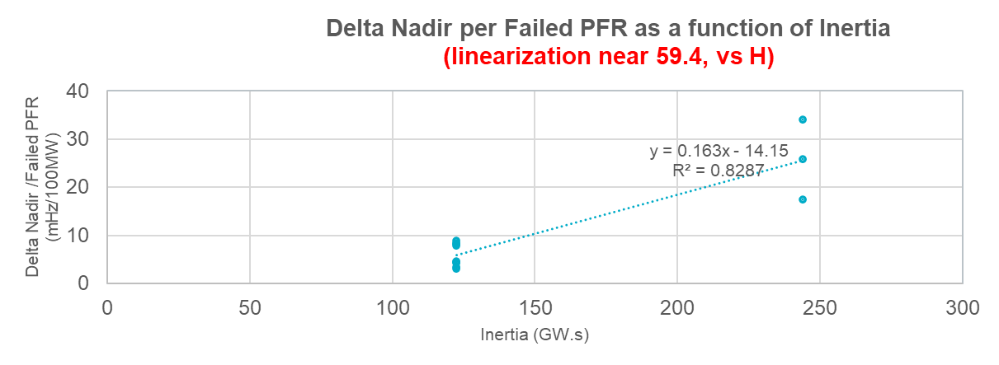 Delta Nadir per Failed PFR as a function of Inertia
(linearization near 59.4, vs H)
Delta Nadir /Failed PFR
(mHz/100MW)
40
30
20
10
0
y = 0.163x - 14.15
R² = 0.8287
0 50 100 150 200 250 300
Inertia (GW.s)